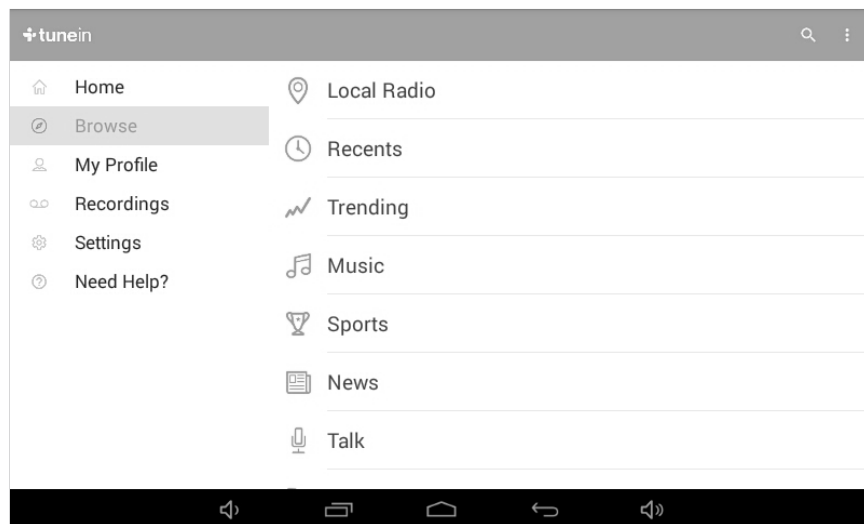 tunein
Home
Browse
My Profile
Recordings
Settings
Need Help?
Local Radio
Recents
Trending
Music
Sports
News
Talk